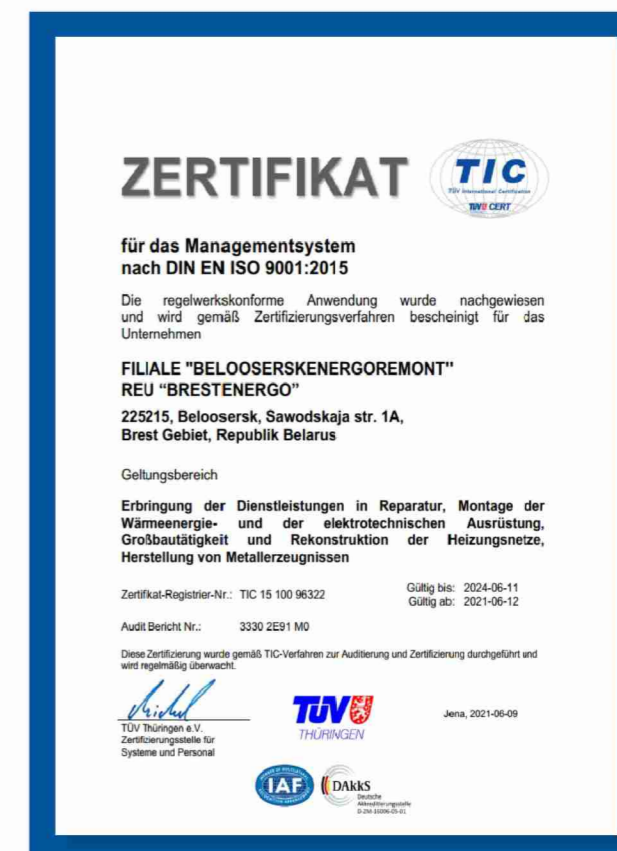 ZERTIFIKAT
TIC
TÜV International Certification
TÜV CERT
für das Managementsystem
nach DIN EN ISO 9001:2015
Die regelwerkskonforme Anwendung wurde nachgewiesen
und wird gemäß Zertifizierungsverfahren bescheinigt für das
Unternehmen
FILIALE "BELOOSERSKENERGOREMONT"
REU “BRESTENERGO”
225215, Beloosersk, Sawodskaja str. 1A,
Brest Gebiet, Republik Belarus
Geltungsbereich
Erbringung der Dienstleistungen in Reparatur, Montage der
Wärmeenergie- und der elektrotechnischen Ausrüstung,
Großbautätigkeit und Rekonstruktion der Heizungsnetze,
Herstellung von Metallerzeugnissen
Zertifikat-Registrier-Nr.: TIC 15 100 96322
Gültig bis: 2024-06-11
Gültig ab: 2021-06-12
Audit Bericht Nr.: 3330 2E91 M0
Diese Zertifizierung wurde gemäß TIC-Verfahren zur Auditierung und Zertifizierung durchgeführt und
wird regelmäßig überwacht.
TÜV Thüringen e.V.
Zertifizierungsstelle für
Systeme und Personal
TÜV
THÜRINGEN
Jena, 2021-06-09
IAF
DAkkS
Deutsche
Akkreditierungsstelle
D-ZM-16006-05-01